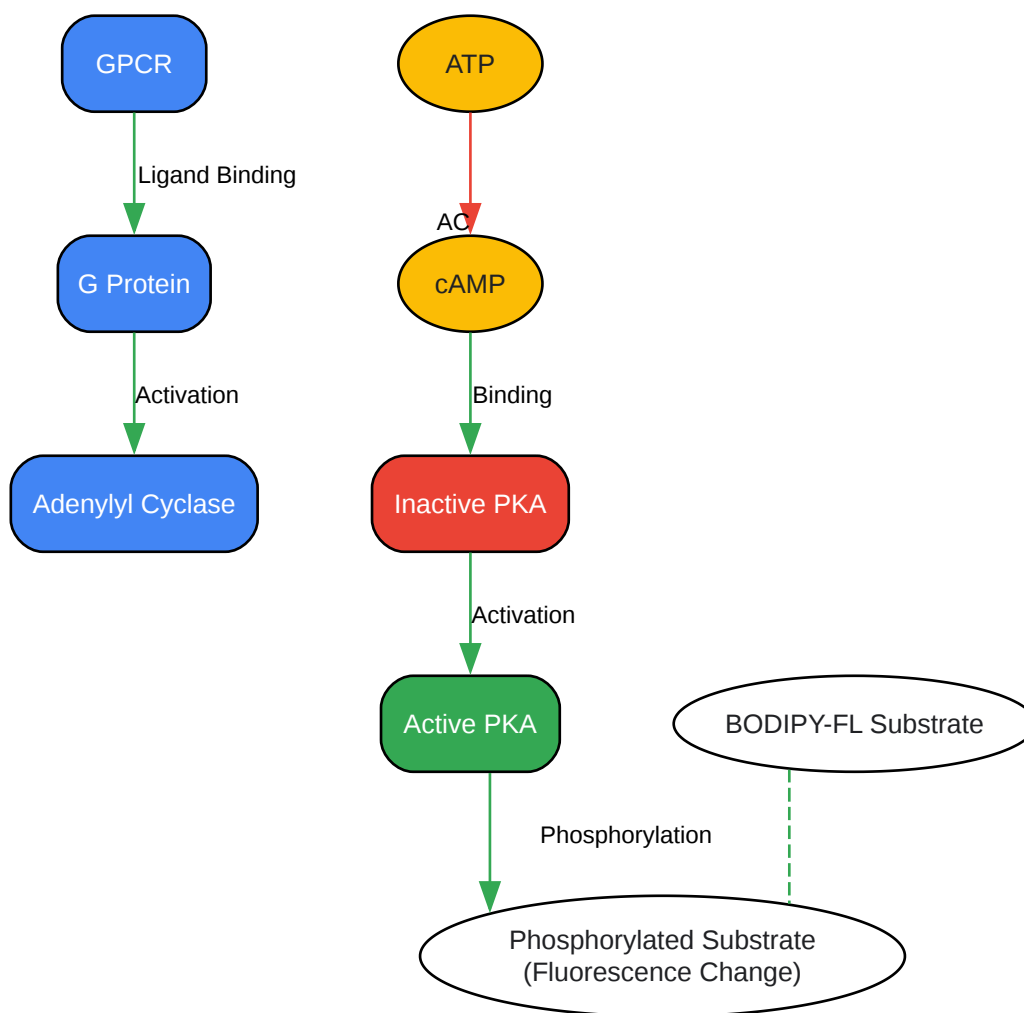 GPCR
ATP
Ligand Binding
AC
G Protein
cAMP
Activation
Binding
Adenylyl Cyclase
Inactive PKA
Activation
Active PKA
BODIPY-FL Substrate
Phosphorylation
Phosphorylated Substrate
(Fluorescence Change)